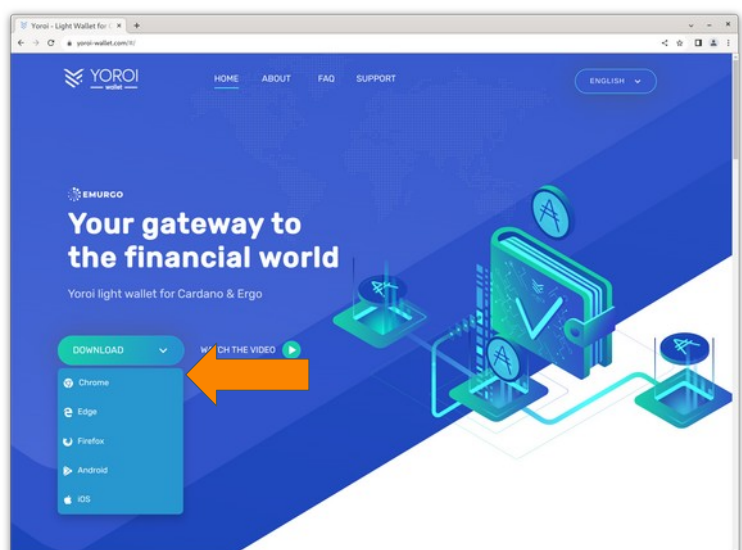 Yoroi - Light Wallet for C
yoroi-wallet.com/#/
YOROI
wallet
HOME ABOUT FAQ SUPPORT
ENGLISH
EMURGO
Your gateway to
the financial world
Yoroi light wallet for Cardano & Ergo
DOWNLOAD
THE VIDEO
Chrome
Edge
Firefox
Android
iOS